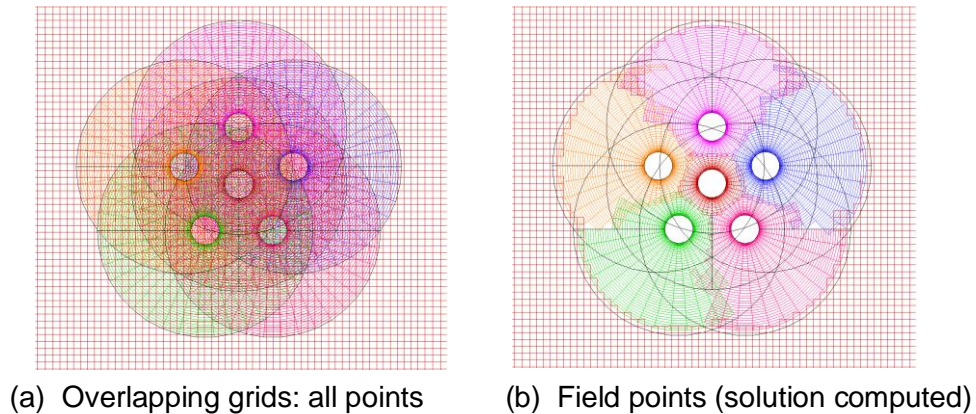 (a) Overlapping grids: all points
(b) Field points (solution computed)